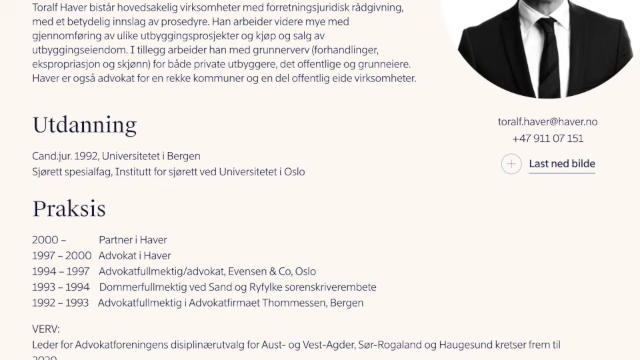 Toralf Haver bistår hovedsakelig virksomheter med forretningsjuridisk rådgivning,
med et betydelig innslag av prosedyre. Han arbeider videre mye med
gjennomføring av ulike utbyggingsprosjekter og kjøp og salg av
utbyggingseiendom. I tillegg arbeider han med grunnerverv (forhandlinger,
ekspropriasjon og skjønn) for både private utbyggere, det offentlige og grunneiere.
Haver er også advokat for en rekke kommuner og en del offentlig eide virksomheter.
toralf.haver@haver.no
+47 911 07 151
Last ned bilde
Utdanning
Cand.jur. 1992, Universitetet i Bergen
Sjørett spesialfag, Institutt for sjørett ved Universitetet i Oslo
Praksis
2000 – Partner i Haver
1997 – 2000 Advokat i Haver
1994 – 1997 Advokatfullmektig/advokat, Evensen & Co, Oslo
1993 – 1994 Dommerfullmektig ved Sand og Ryfylke sorenskriverembete
1992 – 1993 Advokatfullmektig i Advokatfirmaet Thommessen, Bergen
VERV:
Leder for Advokatforeningens disiplinærutvalg for Aust- og Vest-Agder, Sør-Rogaland og Haugesund kretser frem til